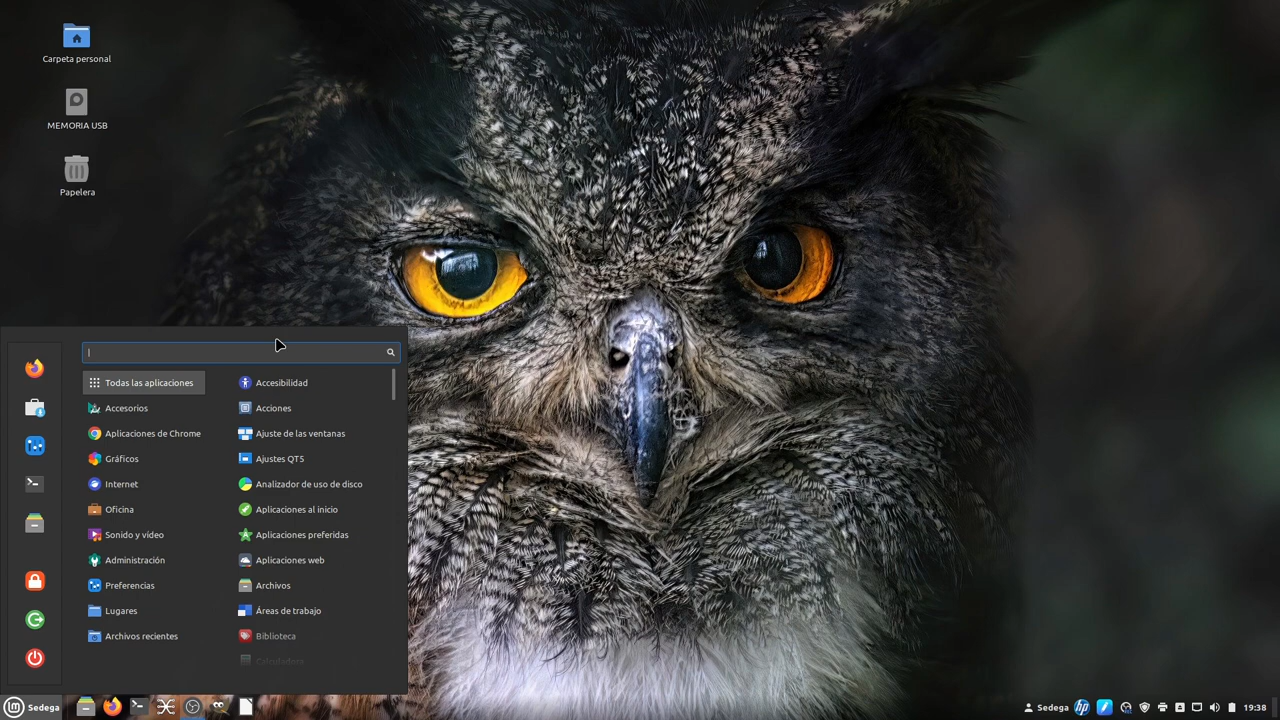 Carpeta personal
MEMORIA USB
Papelera
Todas las aplicaciones
Accesorios
Aplicaciones de Chrome
Gráficos
Internet
Oficina
Sonido y vídeo
Administración
Preferencias
Lugares
Archivos recientes
Accesibilidad
Acciones
Ajuste de las ventanas
Ajustes QT5
Analizador de uso de disco
Aplicaciones al inicio
Aplicaciones preferidas
Aplicaciones web
Archivos
Áreas de trabajo
Biblioteca
Calculadora
Sedega
Sedega
hp
19:38